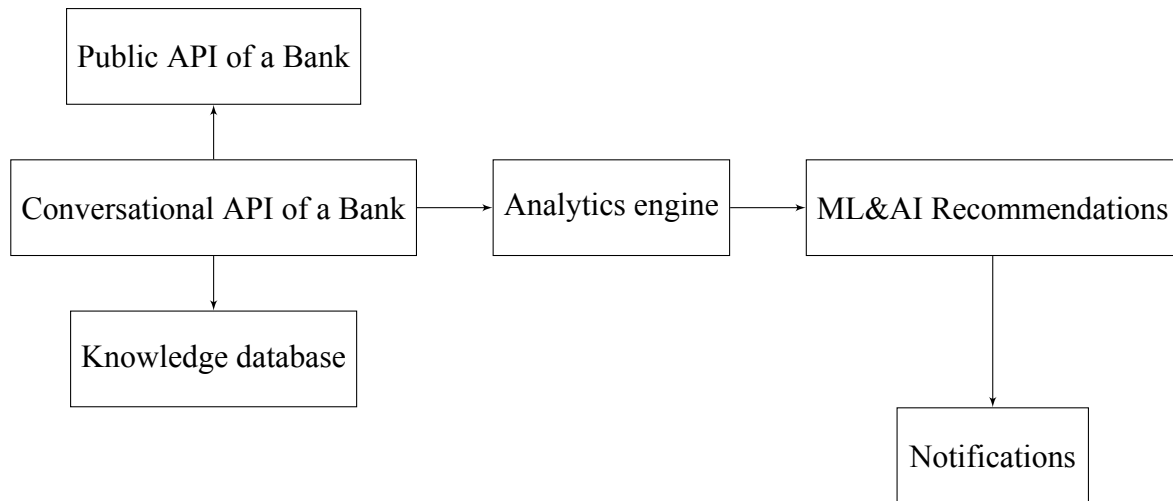 Public API of a Bank
Conversational API of a Bank
Analytics engine
ML&AI Recommendations
Knowledge database
Notifications